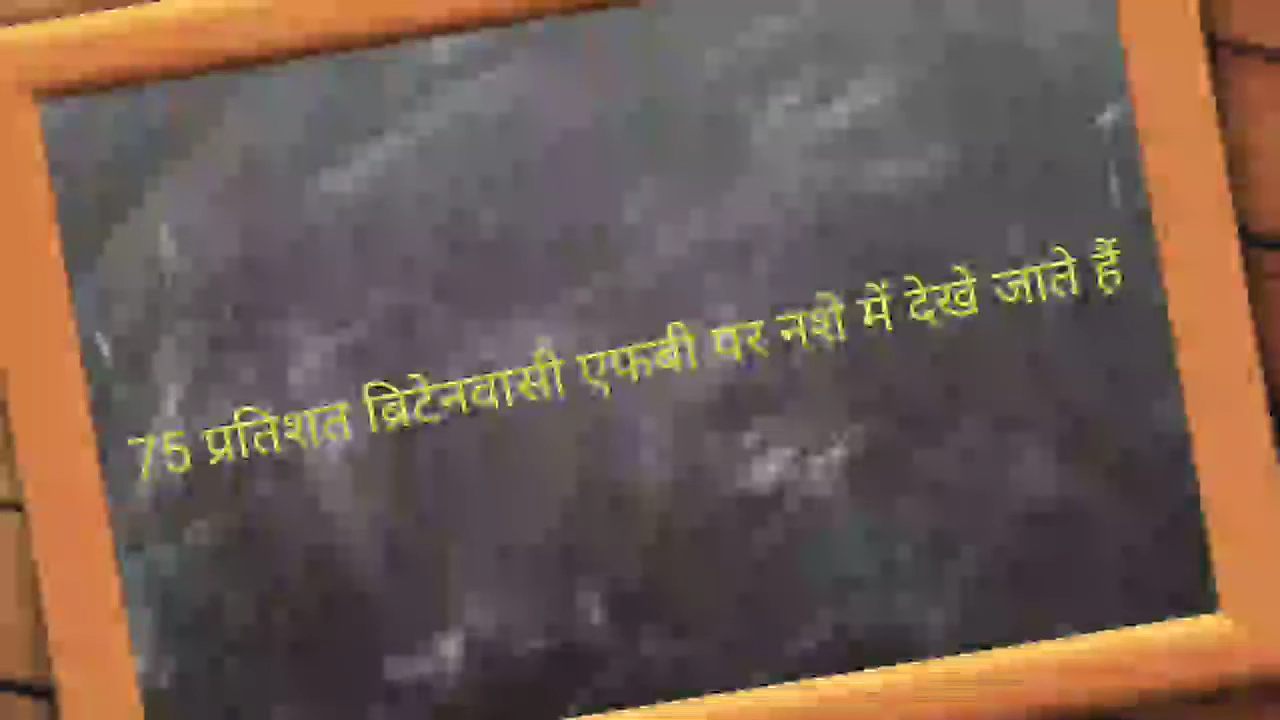 75 प्रतिशत ब्रिटेनवासी एफबी पर नशे में देखे जाते हैं